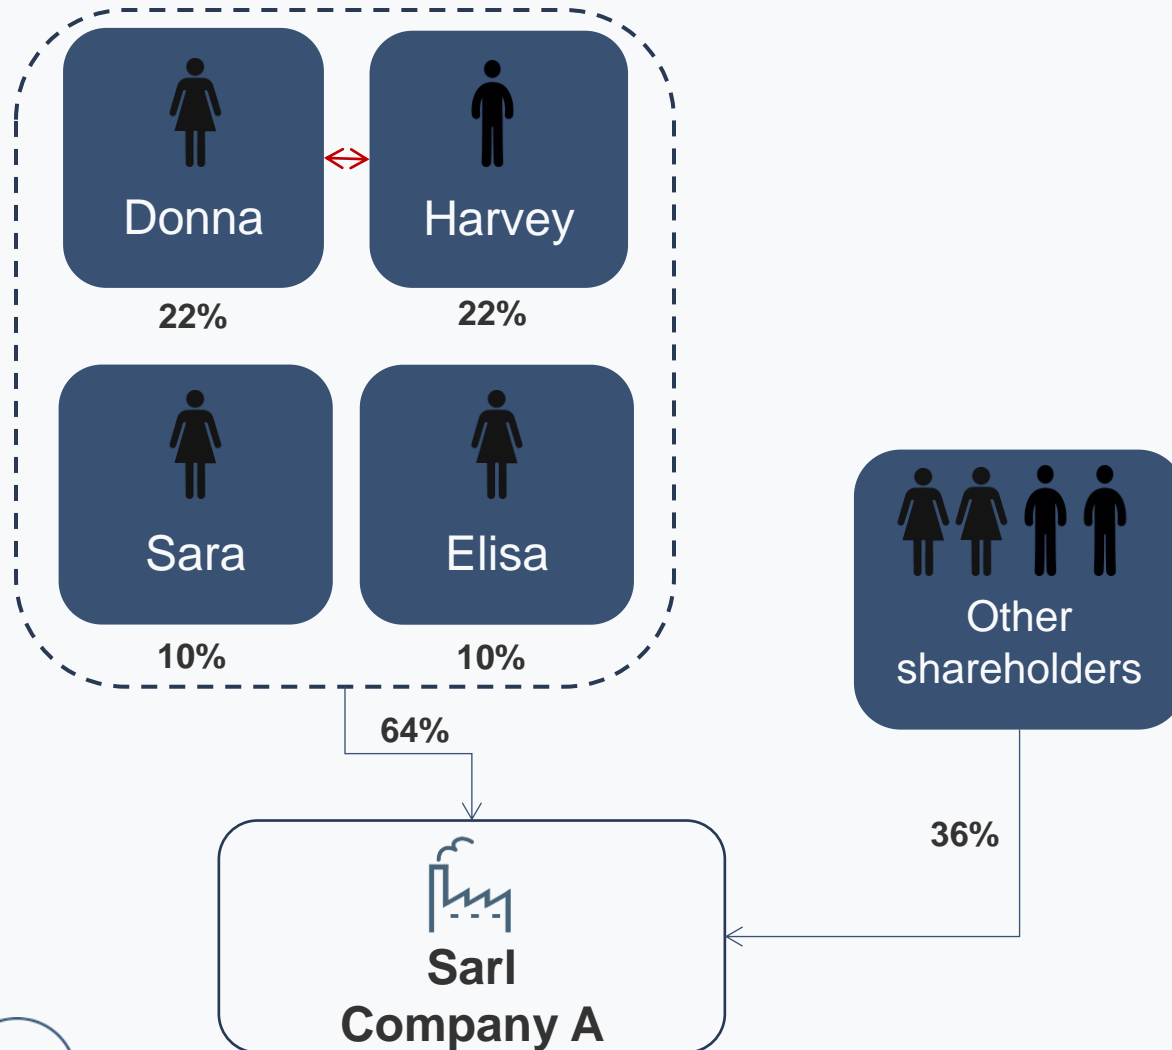 Donna
Harvey
22%
22%
Sara
Elisa
10%
10%
64%
Other
shareholders
36%
Sarl
Company A